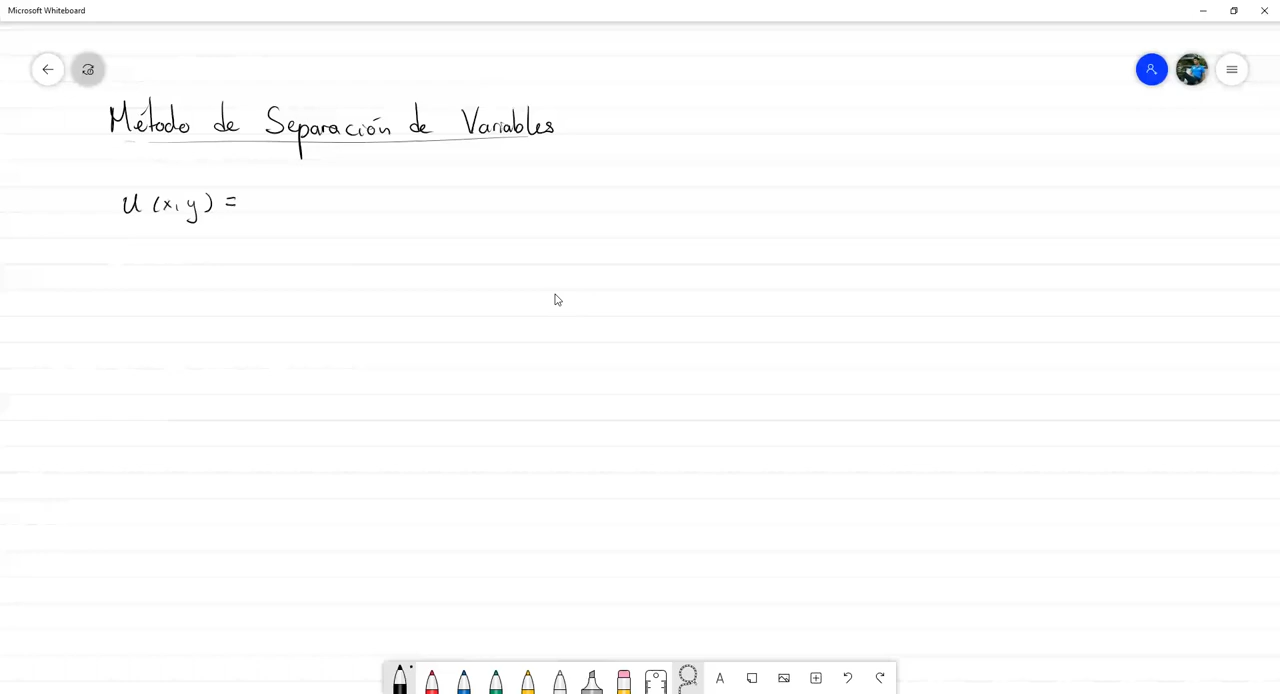 Microsoft Whiteboard
Método de Separación de Variables
u(x,y) =
A